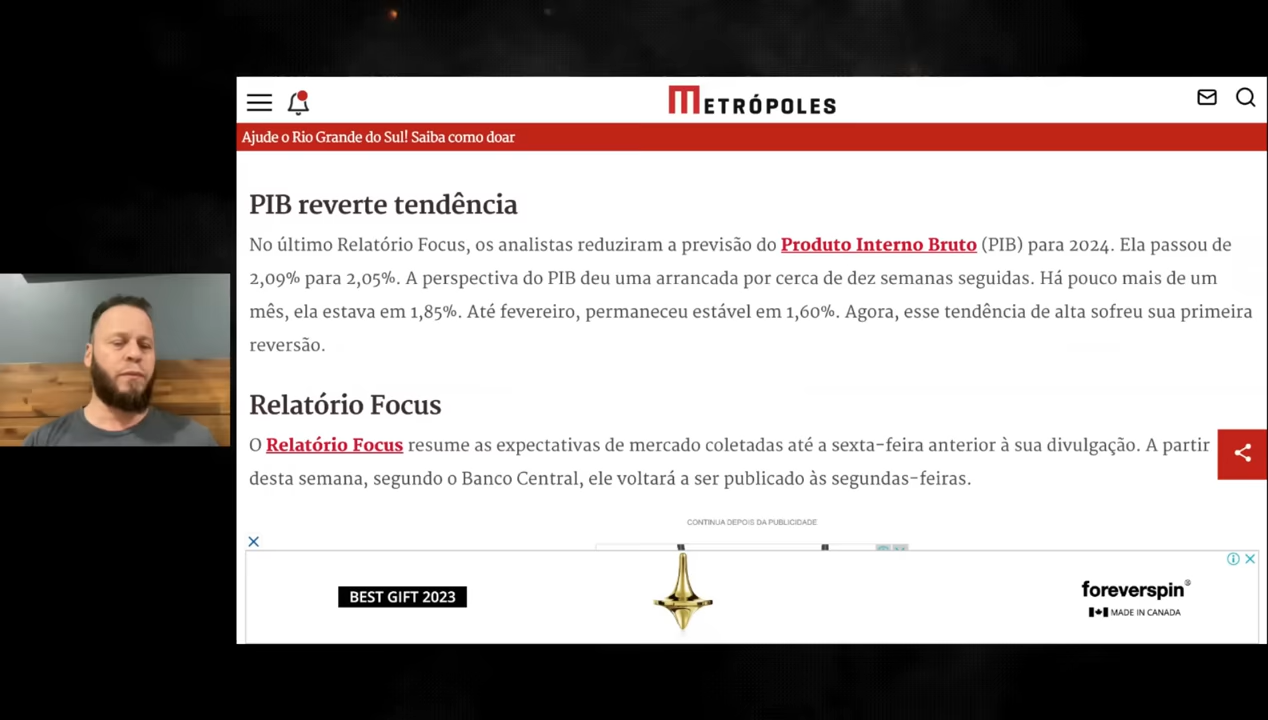 METRÓPOLES
Ajude o Rio Grande do Sul! Saiba como doar
PIB reverte tendência
No último Relatório Focus, os analistas reduziram a previsão do Produto Interno Bruto (PIB) para 2024. Ela passou de
2,09% para 2,05%. A perspectiva do PIB deu uma arrancada por cerca de dez semanas seguidas. Há pouco mais de um
mês, ela estava em 1,85%. Até fevereiro, permaneceu estável em 1,60%. Agora, esse tendência de alta sofreu sua primeira
reversão.
Relatório Focus
O Relatório Focus resume as expectativas de mercado coletadas até a sexta-feira anterior à sua divulgação. A partir
desta semana, segundo o Banco Central, ele voltará a ser publicado às segundas-feiras.
CONTINUA DEPOIS DA PUBLICIDADE
BEST GIFT 2023
foreverspin®
MADE IN CANADA